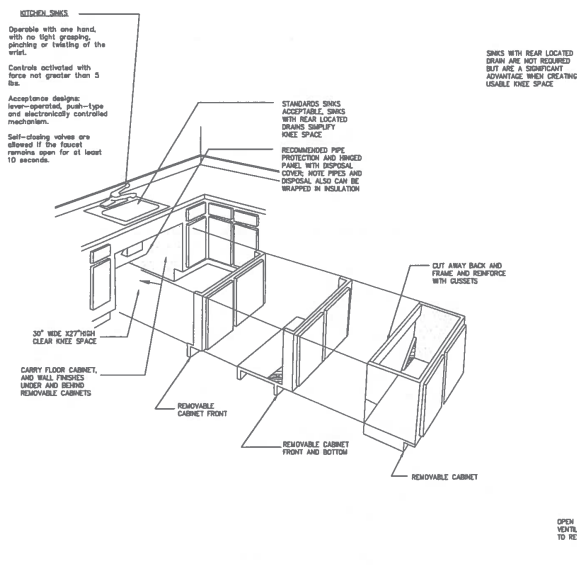 KITCHEN SINKS
Operable with one hand,
with no tight grasping,
pinching or twisting of the
wrist.
Controls activated with
force not greater than 5
lbs.
Acceptance designs:
lever-operated, push-type
and electronically controlled
mechanism.
Self-closing valves are
allowed if the faucet
remains open for at least
10 seconds.
SINKS WITH REAR LOCATED
DRAIN ARE NOT REQUIRED
BUT ARE A SIGNIFICANT
ADVANTAGE WHEN CREATING
USABLE KNEE SPACE
STANDARDS SINKS
ACCEPTABLE, SINKS
WITH REAR LOCATED
DRAINS SIMPLIFY
KNEE SPACE
RECOMMENDED PIPE
PROTECTION AND HINGED
PANEL WITH DISPOSAL
COVER; NOTE PIPES AND
DISPOSAL ALSO CAN BE
WRAPPED IN INSULATION
CUT AWAY BACK AND
FRAME AND REINFORCE
WITH GUSSETS
30" WIDE X27"HIGH
CLEAR KNEE SPACE
CARRY FLOOR CABINET,
AND WALL FINISHES
UNDER AND BEHIND
REMOVABLE CABINETS
REMOVABLE
CABINET FRONT
REMOVABLE CABINET
FRONT AND BOTTOM
REMOVABLE CABINET
OPEN
VENTIL
TO RE